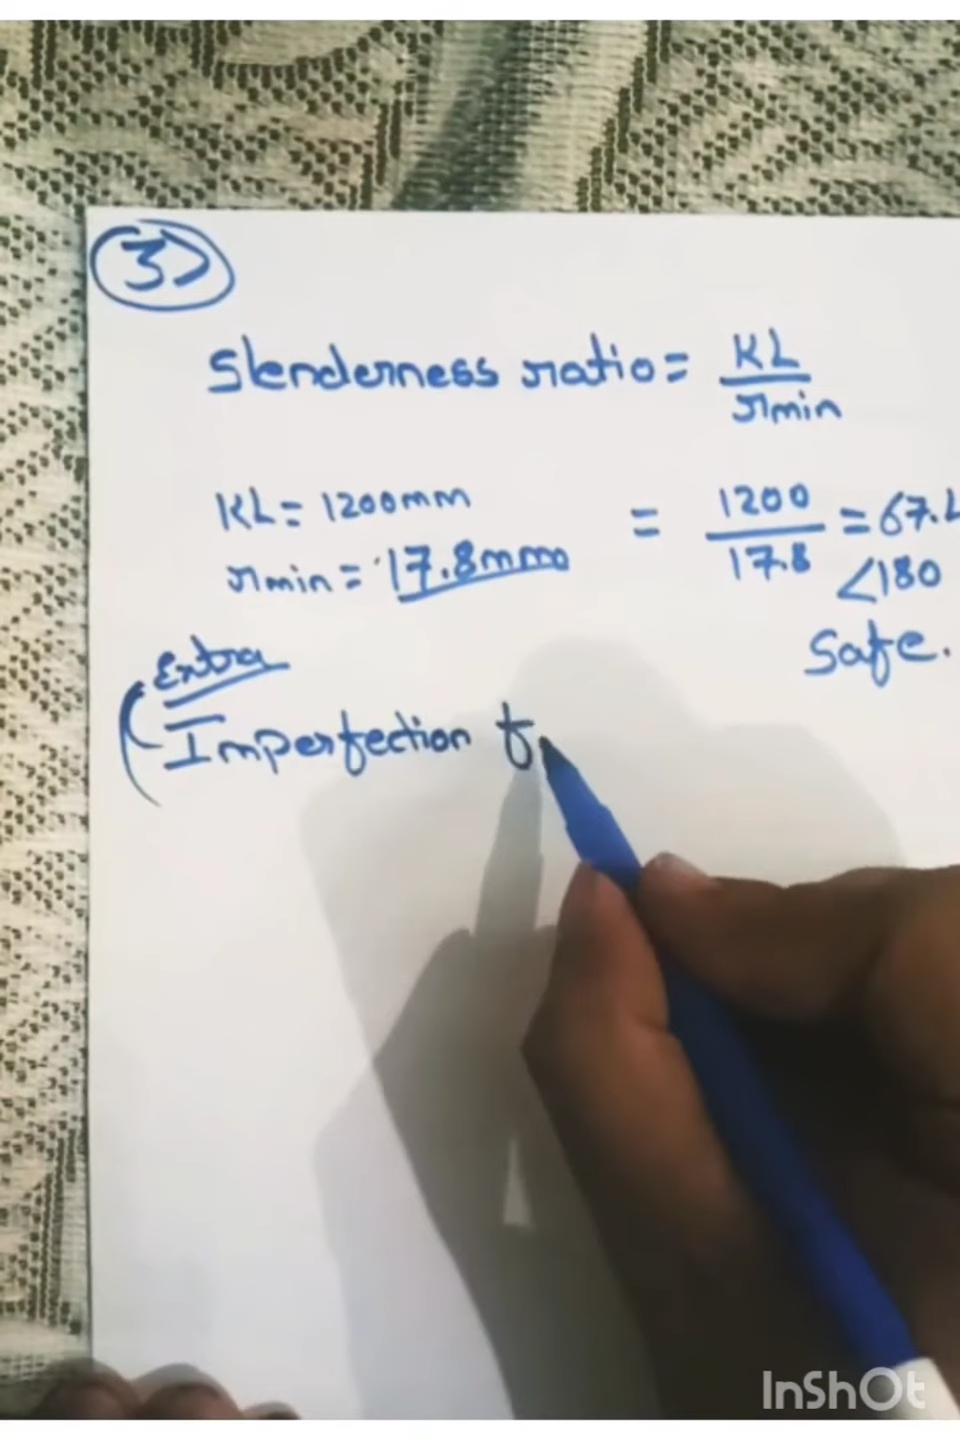 3>
Slenderness ratio = KL
rmin
KL = 1200mm
= 1200 = 67.
17.8
rmin = 17.8mm
<180
Safe.
Extra
(Imperfection f
InShOt